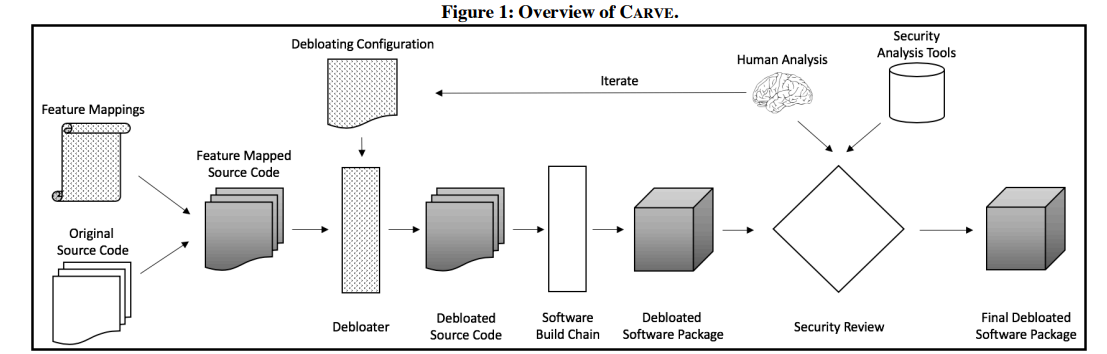 Figure 1: Overview of CARVE.
Debloating Configuration
Security
Analysis Tools
Human Analysis
Iterate
Feature Mappings
Feature Mapped
Source Code
Original
Source Code
Debloater
Debloated
Source Code
Software
Build Chain
Debloated
Software Package
Security Review
Final Debloated
Software Package